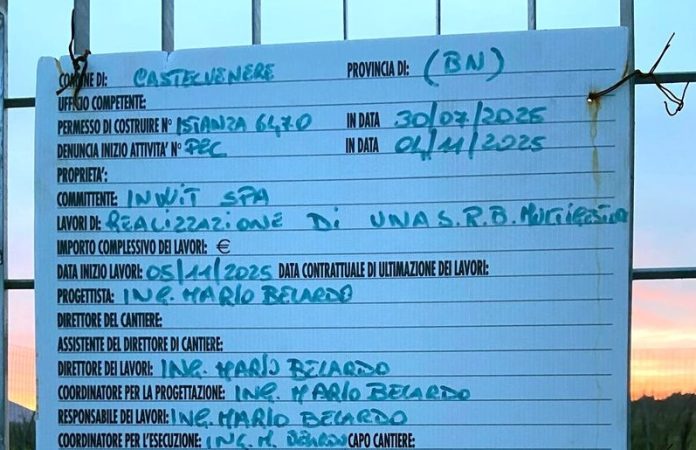 COMUNE DI: CASTELVENERE PROVINCIA DI: (BN)
UFFICIO COMPETENTE:
PERMESSO DI COSTRUIRE N° ISTANZA 6470 IN DATA 30/07/2025
DENUNCIA INIZIO ATTIVITA' N° PEC IN DATA 04/11/2025
PROPRIETA':
COMMITTENTE: INWIT SPA
LAVORI DI: REALIZZAZIONE DI UNA S.R.B.
IMPORTO COMPLESSIVO DEI LAVORI: €
DATA INIZIO LAVORI: 05/11/2025 DATA CONTRATTUALE DI ULTIMAZIONE DEI LAVORI:
PROGETTISTA: ING. MARIO BELARDO
DIRETTORE DEL CANTIERE:
ASSISTENTE DEL DIRETTORE DI CANTIERE:
DIRETTORE DEI LAVORI: ING. MARIO BELARDO
COORDINATORE PER LA PROGETTAZIONE: ING. MARIO BELARDO
RESPONSABILE DEI LAVORI: ING. MARIO BELARDO
COORDINATORE PER L'ESECUZIONE: ING. M. BELARDO CAPO CANTIERE: